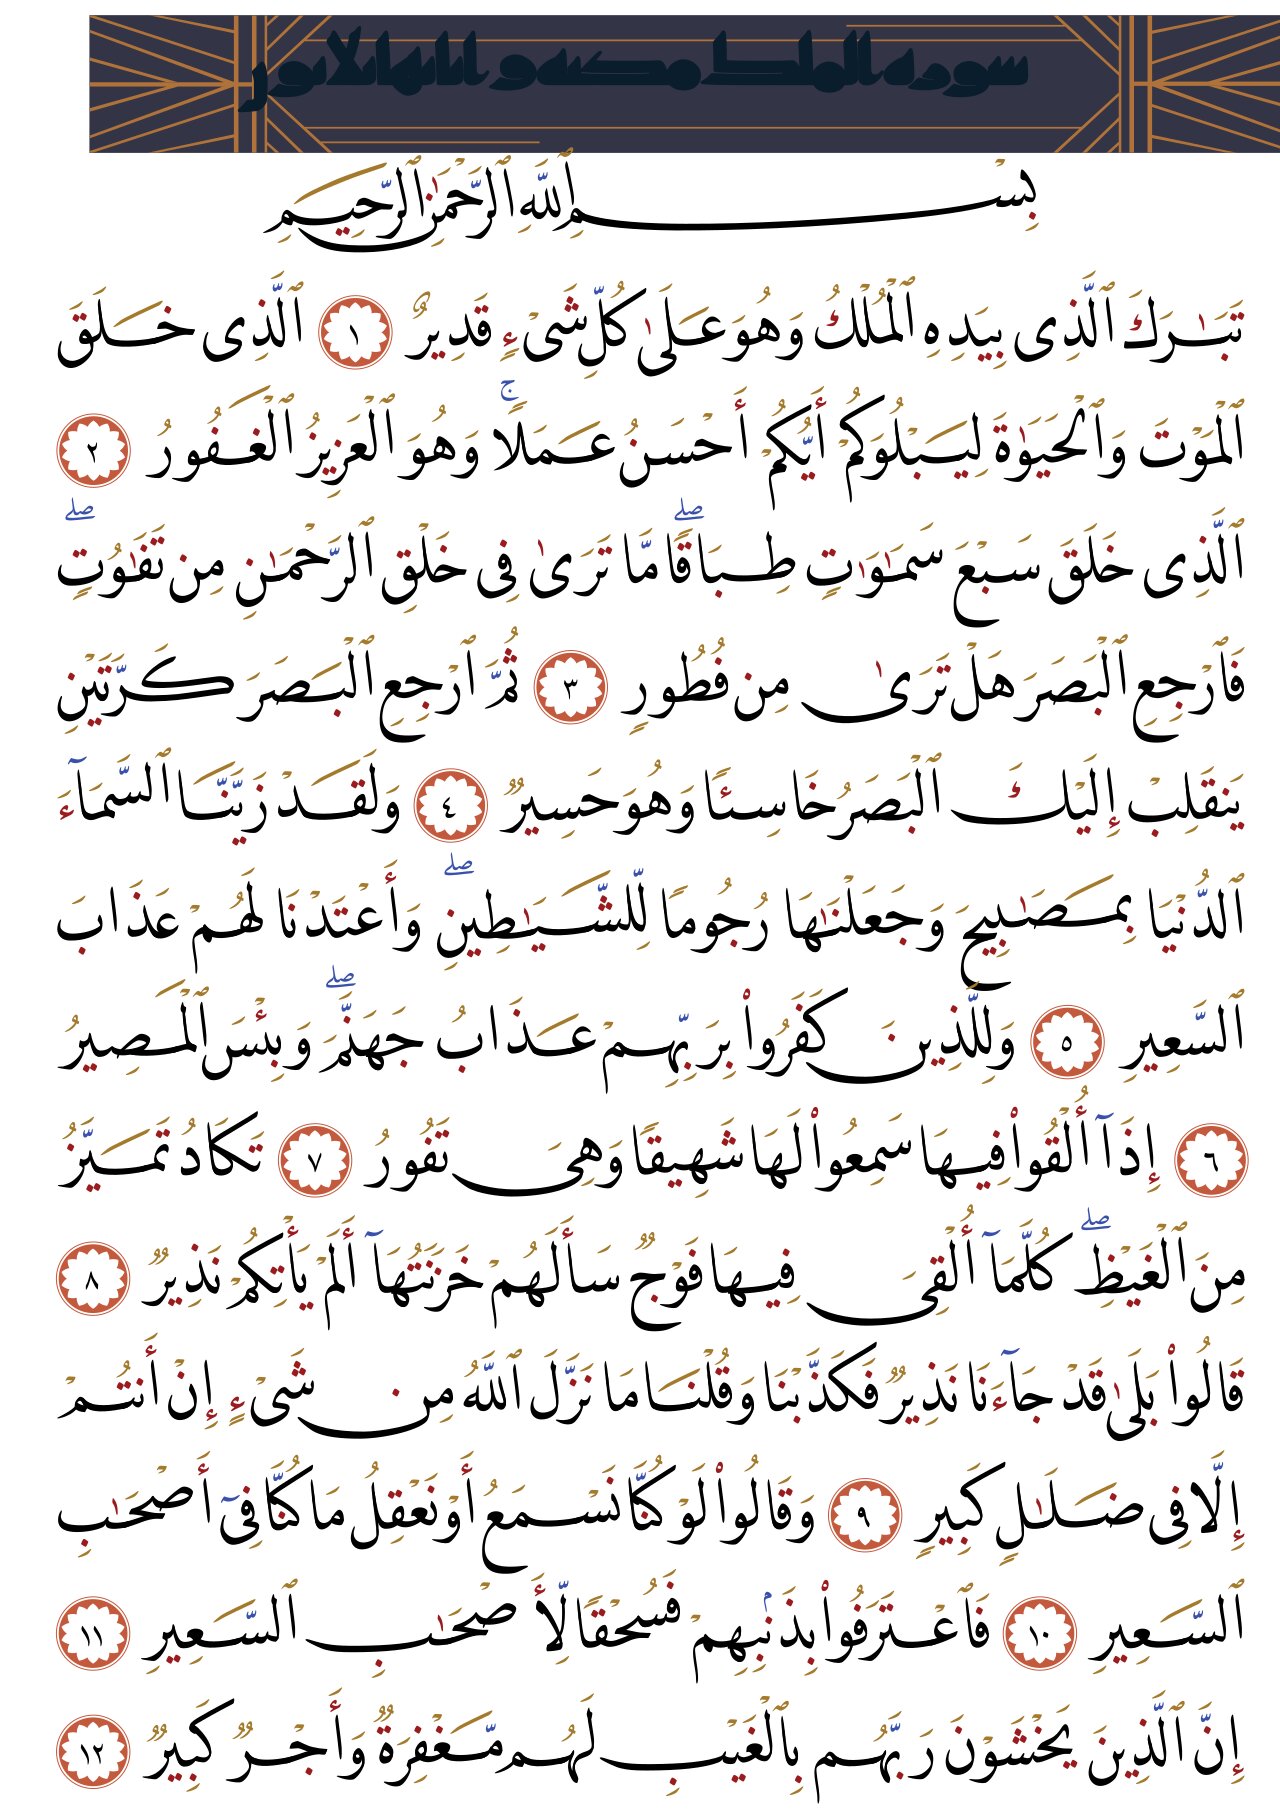 سوره الملك مكيه و اياتها
بِسْمِ ٱللَّهِ ٱلرَّحْمَٰنِ ٱلرَّحِيمِ
تَبَٰرَكَ ٱلَّذِى بِيَدِهِ ٱلْمُلْكُ وَهُوَ عَلَىٰ كُلِّ شَىْءٍ قَدِيرٌ ١ ٱلَّذِى خَلَقَ
ٱلْمَوْتَ وَٱلْحَيَوٰةَ لِيَبْلُوَكُمْ أَيُّكُمْ أَحْسَنُ عَمَلًا ۚ وَهُوَ ٱلْعَزِيزُ ٱلْغَفُورُ ٢
ٱلَّذِى خَلَقَ سَبْعَ سَمَٰوَٰتٍ طِبَاقًا ۖ مَّا تَرَىٰ فِى خَلْقِ ٱلرَّحْمَٰنِ مِن تَفَٰوُتٍ ۖ
فَٱرْجِعِ ٱلْبَصَرَ هَلْ تَرَىٰ مِن فُطُورٍ ٣ ثُمَّ ٱرْجِعِ ٱلْبَصَرَ كَرَّتَيْنِ
يَنقَلِبْ إِلَيْكَ ٱلْبَصَرُ خَاسِئًا وَهُوَ حَسِيرٌ ٤ وَلَقَدْ زَيَّنَّا ٱلسَّمَآءَ
ٱلدُّنْيَا بِمَصَٰبِيحَ وَجَعَلْنَٰهَا رُجُومًا لِّلشَّيَٰطِينِ ۖ وَأَعْتَدْنَا لَهُمْ عَذَابَ
ٱلسَّعِيرِ ٥ وَلِلَّذِينَ كَفَرُوا۟ بِرَبِّهِمْ عَذَابُ جَهَنَّمَ ۖ وَبِئْسَ ٱلْمَصِيرُ
٦ إِذَآ أُلْقُوا۟ فِيهَا سَمِعُوا۟ لَهَا شَهِيقًا وَهِىَ تَفُورُ ٧ تَكَادُ تَمَيَّزُ
مِنَ ٱلْغَيْظِ ۖ كُلَّمَآ أُلْقِىَ فِيهَا فَوْجٌ سَأَلَهُمْ خَزَنَتُهَآ أَلَمْ يَأْتِكُمْ نَذِيرٌ ٨
قَالُوا۟ بَلَىٰ قَدْ جَآءَنَا نَذِيرٌ فَكَذَّبْنَا وَقُلْنَا مَا نَزَّلَ ٱللَّهُ مِن شَىْءٍ إِنْ أَنتُمْ
إِلَّا فِى ضَلَٰلٍ كَبِيرٍ ٩ وَقَالُوا۟ لَوْ كُنَّا نَسْمَعُ أَوْ نَعْقِلُ مَا كُنَّا فِىٓ أَصْحَٰبِ
ٱلسَّعِيرِ ١٠ فَٱعْتَرَفُوا۟ بِذَنۢبِهِمْ فَسُحْقًا لِّأَصْحَٰبِ ٱلسَّعِيرِ ١١
إِنَّ ٱلَّذِينَ يَخْشَوْنَ رَبَّهُم بِٱلْغَيْبِ لَهُم مَّغْفِرَةٌ وَأَجْرٌ كَبِيرٌ ١٢